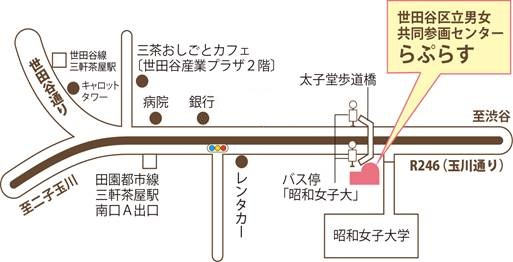 世田谷区立男女
共同参画センター
らぷらす
三茶おしごとカフェ
〔世田谷産業プラザ2階〕
世田谷線
三軒茶屋駅
キャロット
タワー
世田谷通り
病院
銀行
太子堂歩道橋
至渋谷
R246(玉川通り)
至二子玉川
田園都市線
三軒茶屋駅
南口A出口
レンタカー
バス停
「昭和女子大」
昭和女子大学